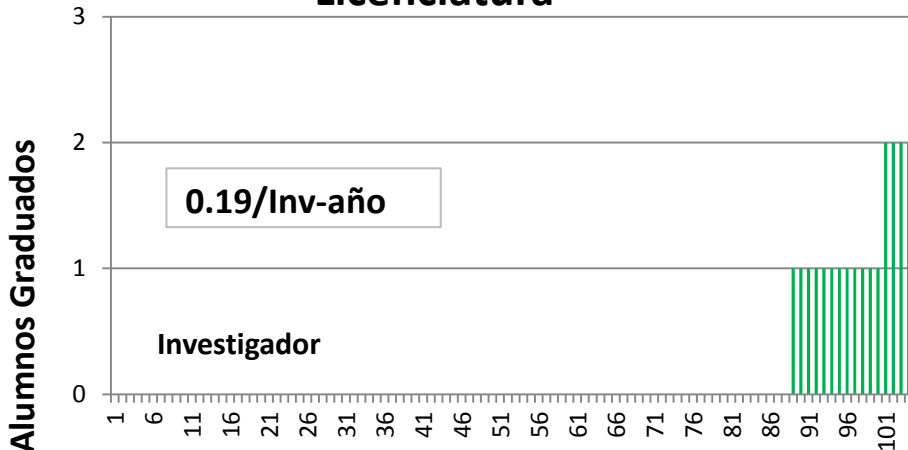 Licenciatura
3
2
1
0
Alumnos Graduados
0.19/Inv-año
Investigador
1 6 11 16 21 26 31 36 41 46 51 56 61 66 71 76 81 86 91 96 101